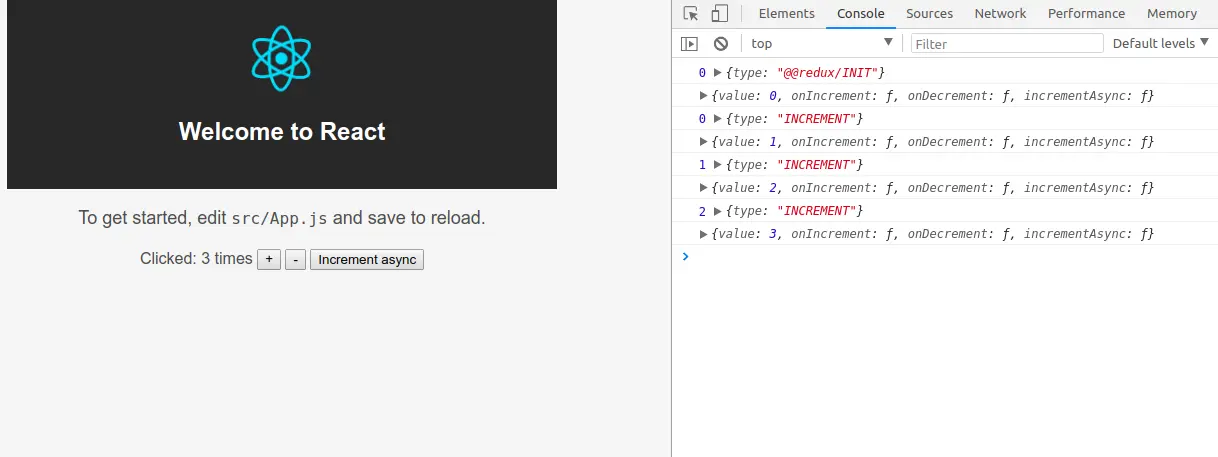 Welcome to React
To get started, edit src/App.js and save to reload.
Clicked: 3 times + - Increment async
Elements Console Sources Network Performance Memory
top Filter Default levels
0 {type: "@@redux/INIT"}
{value: 0, onIncrement: ƒ, onDecrement: ƒ, incrementAsync: ƒ}
0 {type: "INCREMENT"}
{value: 1, onIncrement: ƒ, onDecrement: ƒ, incrementAsync: ƒ}
1 {type: "INCREMENT"}
{value: 2, onIncrement: ƒ, onDecrement: ƒ, incrementAsync: ƒ}
2 {type: "INCREMENT"}
{value: 3, onIncrement: ƒ, onDecrement: ƒ, incrementAsync: ƒ}